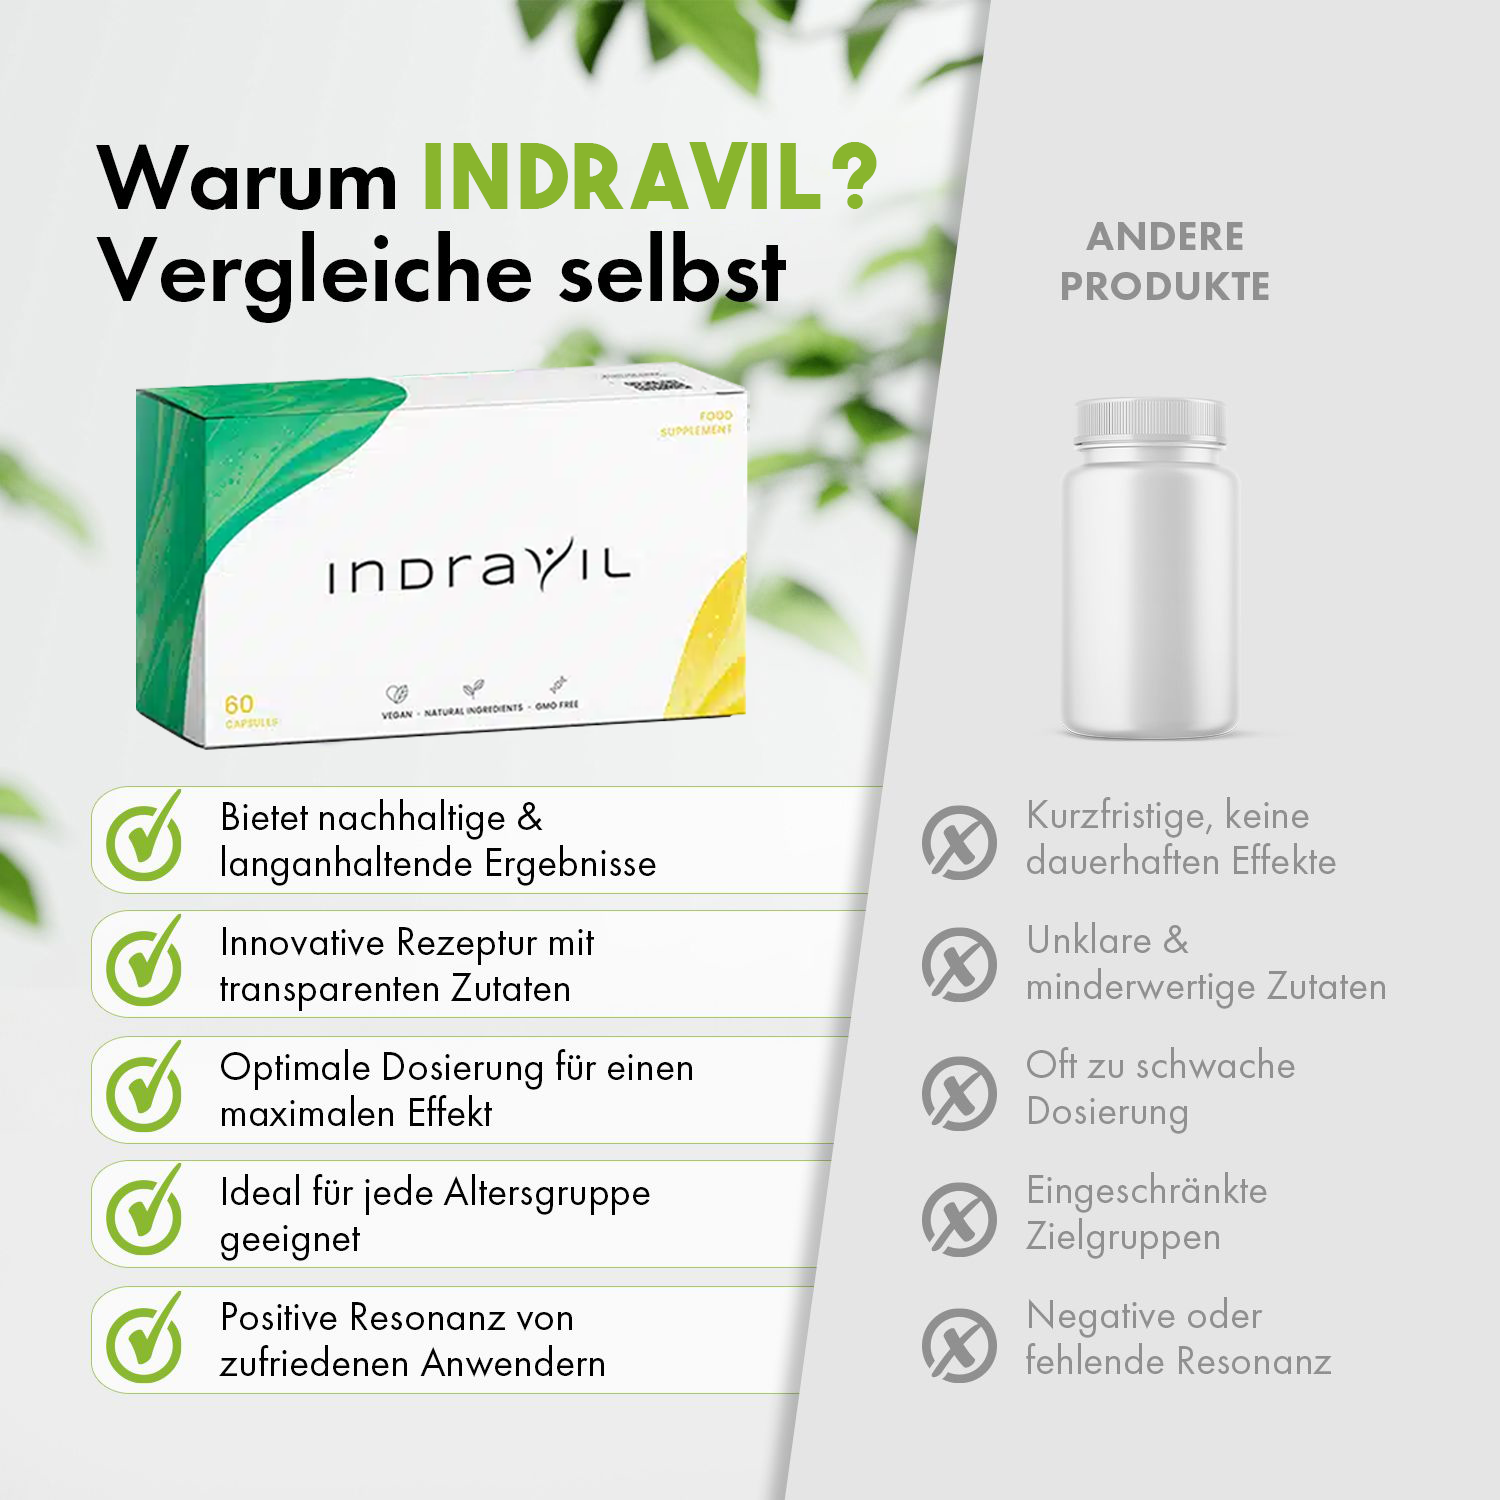 Warum INDRAVIL?
Vergleiche selbst
ANDERE
PRODUKTE
FOOD
SUPPLEMENT
INDRAVIL
60
CAPSULES
VEGAN · NATURAL INGREDIENTS · GMO FREE
Bietet nachhaltige &
langanhaltende Ergebnisse
Innovative Rezeptur mit
transparenten Zutaten
Optimale Dosierung für einen
maximalen Effekt
Ideal für jede Altersgruppe
geeignet
Positive Resonanz von
zufriedenen Anwendern
Kurzfristige, keine
dauerhaften Effekte
Unklare &
minderwertige Zutaten
Oft zu schwache
Dosierung
Eingeschränkte
Zielgruppen
Negative oder
fehlende Resonanz